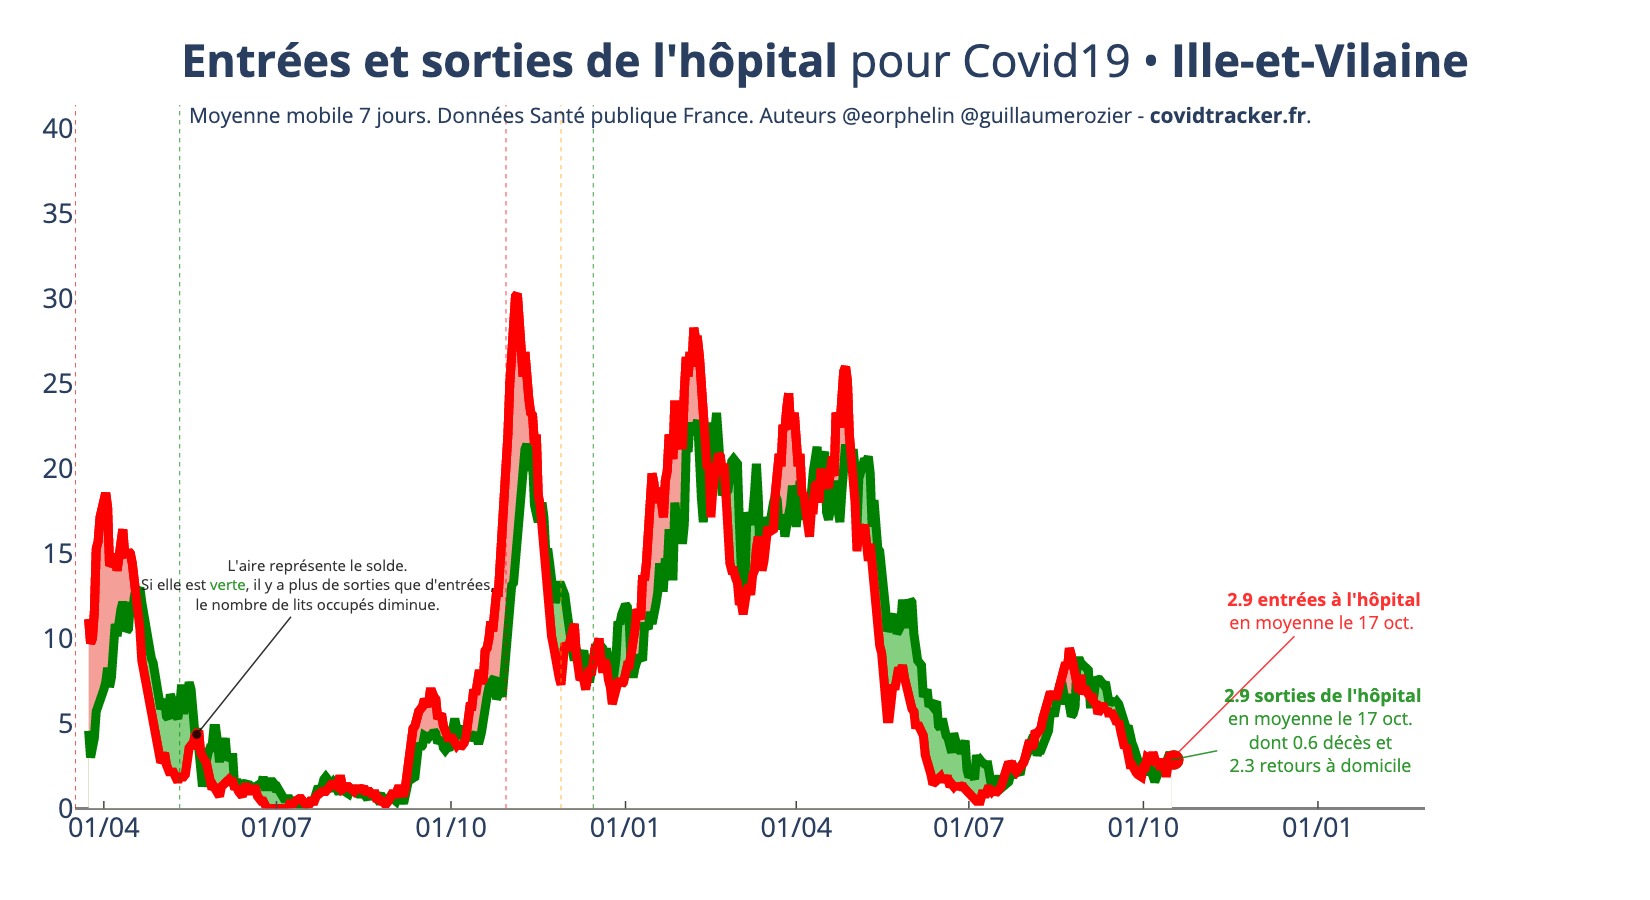 Entrées et sorties de l'hôpital pour Covid19 • Ille-et-Vilaine
Moyenne mobile 7 jours. Données Santé publique France. Auteurs @eorphelin @guillaumerozier - covidtracker.fr.
40
35
30
25
20
15
10
5
0
L'aire représente le solde.
Si elle est verte, il y a plus de sorties que d'entrées,
le nombre de lits occupés diminue.
2.9 entrées à l'hôpital
en moyenne le 17 oct.
2.9 sorties de l'hôpital
en moyenne le 17 oct.
dont 0.6 décès et
2.3 retours à domicile
01/04 01/07 01/10 01/01 01/04 01/07 01/10 01/01